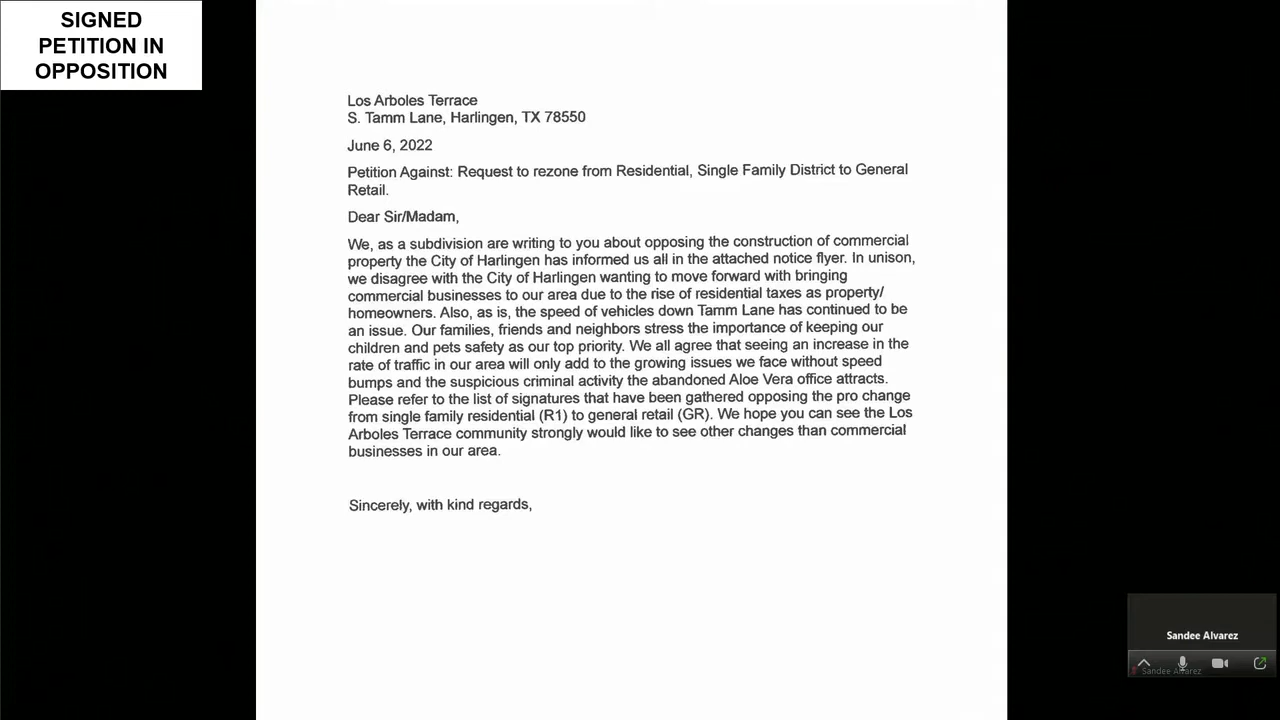 SIGNED
PETITION IN
OPPOSITION
Los Arboles Terrace
S. Tamm Lane, Harlingen, TX 78550
June 6, 2022
Petition Against: Request to rezone from Residential, Single Family District to General
Retail.
Dear Sir/Madam,
We, as a subdivision are writing to you about opposing the construction of commercial
property the City of Harlingen has informed us all in the attached notice flyer. In unison,
we disagree with the City of Harlingen wanting to move forward with bringing
commercial businesses to our area due to the rise of residential taxes as property/
homeowners. Also, as is, the speed of vehicles down Tamm Lane has continued to be
an issue. Our families, friends and neighbors stress the importance of keeping our
children and pets safety as our top priority. We all agree that seeing an increase in the
rate of traffic in our area will only add to the growing issues we face without speed
bumps and the suspicious criminal activity the abandoned Aloe Vera office attracts.
Please refer to the list of signatures that have been gathered opposing the pro change
from single family residential (R1) to general retail (GR). We hope you can see the Los
Arboles Terrace community strongly would like to see other changes than commercial
businesses in our area.
Sincerely, with kind regards,
Sandee Alvarez
Sandee Alvarez